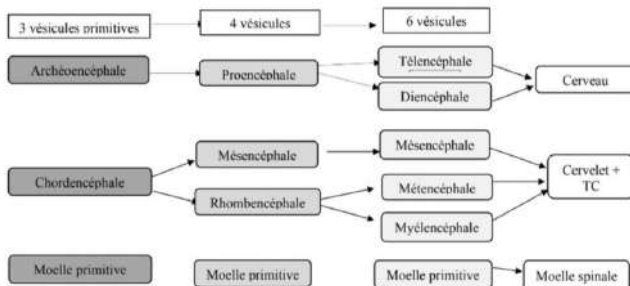 3 vésicules primitives
4 vésicules
6 vésicules
Archéoencéphale
Proencéphale
Télencéphale
Diencéphale
Cerveau
Chordencéphale
Mésencéphale
Rhombencéphale
Mésencéphale
Métencéphale
Myélencéphale
Cervelet +
TC
Moelle primitive
Moelle primitive
Moelle primitive
Moelle spinale